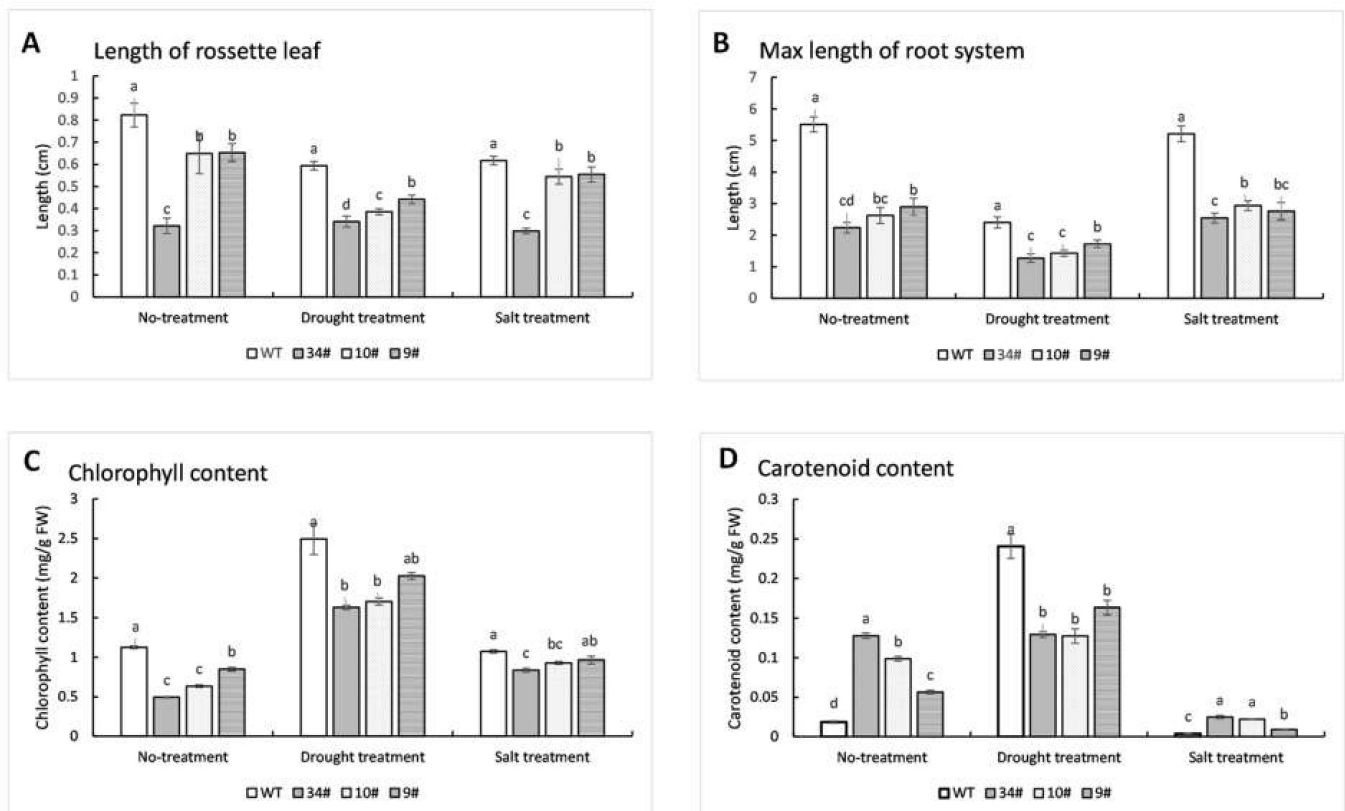 A
Length of rossette leaf
Length (cm)
1
0.9
0.8
0.7
0.6
0.5
0.4
0.3
0.2
0.1
0
a
c
b
b
a
d
c
b
a
c
b
b
No-treatment
Drought treatment
Salt treatment
WT 34# 10# 9#
B
Max length of root system
Length (cm)
7
6
5
4
3
2
1
0
a
cd
bc
b
a
c
c
b
a
c
b
bc
No-treatment
Drought treatment
Salt treatment
WT 34# 10# 9#
C
Chlorophyll content
Chlorophyll content (mg/g FW)
3
2.5
2
1.5
1
0.5
0
a
c
c
b
a
b
b
ab
a
c
bc
ab
No-treatment
Drought treatment
Salt treatment
WT 34# 10# 9#
D
Carotenoid content
Carotenoid content (mg/g FW)
0.3
0.25
0.2
0.15
0.1
0.05
0
d
a
b
c
a
b
b
b
c
a
a
b
No-treatment
Drought treatment
Salt treatment
WT 34# 10# 9#